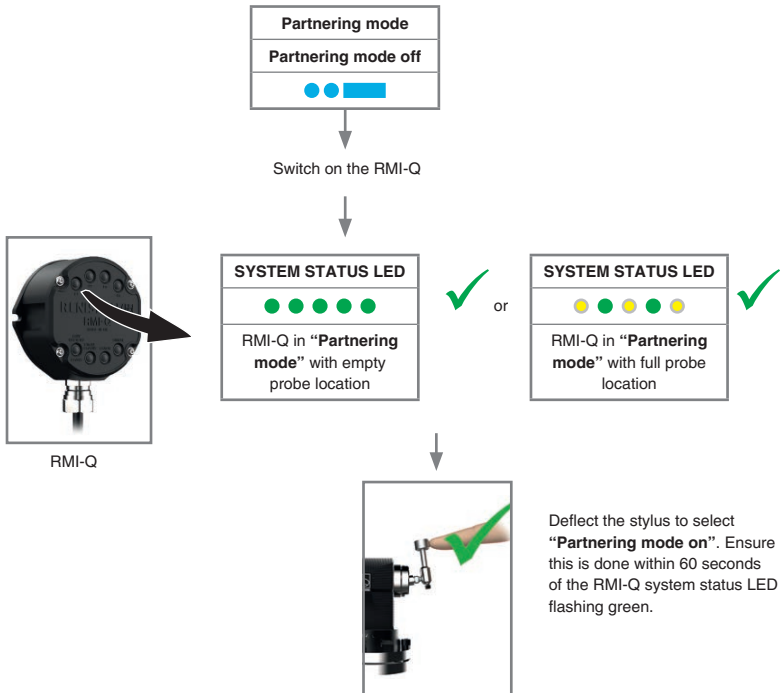 Partnering mode
Partnering mode off
Switch on the RMI-Q
SYSTEM STATUS LED
RMI-Q in “Partnering
mode” with empty
probe location
or
SYSTEM STATUS LED
RMI-Q in “Partnering
mode” with full probe
location
RMI-Q
Deflect the stylus to select
“Partnering mode on”. Ensure
this is done within 60 seconds
of the RMI-Q system status LED
flashing green.